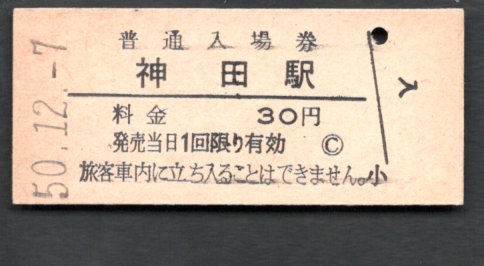 50.12.-7
普通入場券
神田駅
料金 30円
発売当日1回限り有効 Ⓒ
旅客車内に立ち入ることはできません。小